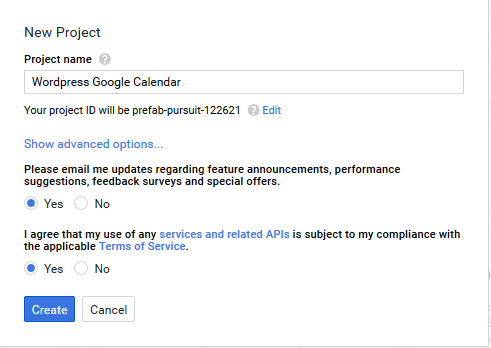 New Project
Project name ?
Wordpress Google Calendar
Your project ID will be prefab-pursuit-122621 ? Edit
Show advanced options...
Please email me updates regarding feature announcements, performance
suggestions, feedback surveys and special offers.
Yes No
I agree that my use of any services and related APIs is subject to my compliance with
the applicable Terms of Service.
Yes No
Create Cancel